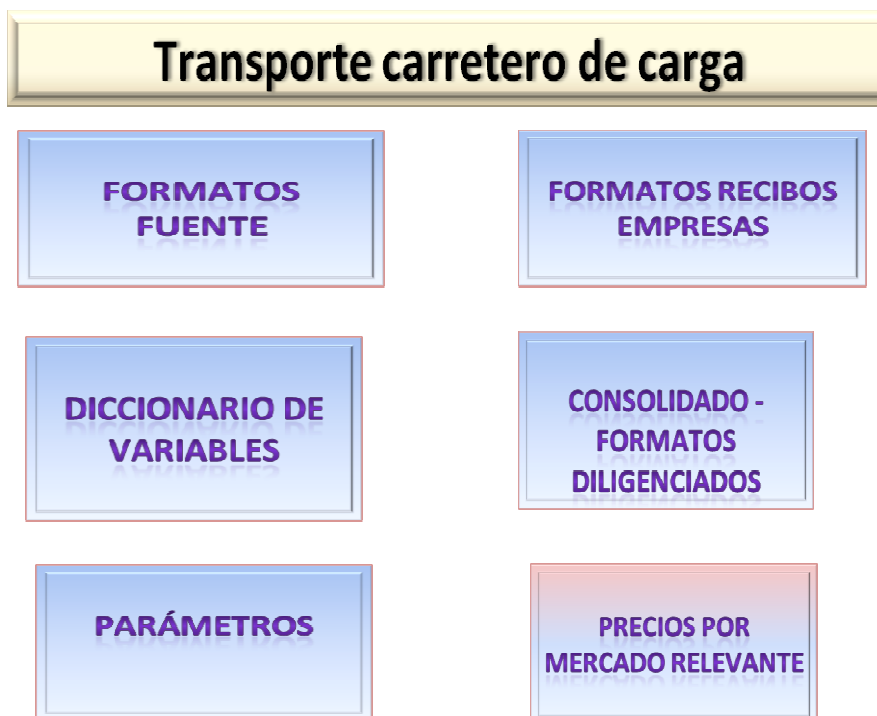 Transporte carretero de carga
FORMATOS
FUENTE
FORMATOS RECIBOS
EMPRESAS
DICCIONARIO DE
VARIABLES
CONSOLIDADO -
FORMATOS
DILIGENCIADOS
PARÁMETROS
PRECIOS POR
MERCADO RELEVANTE